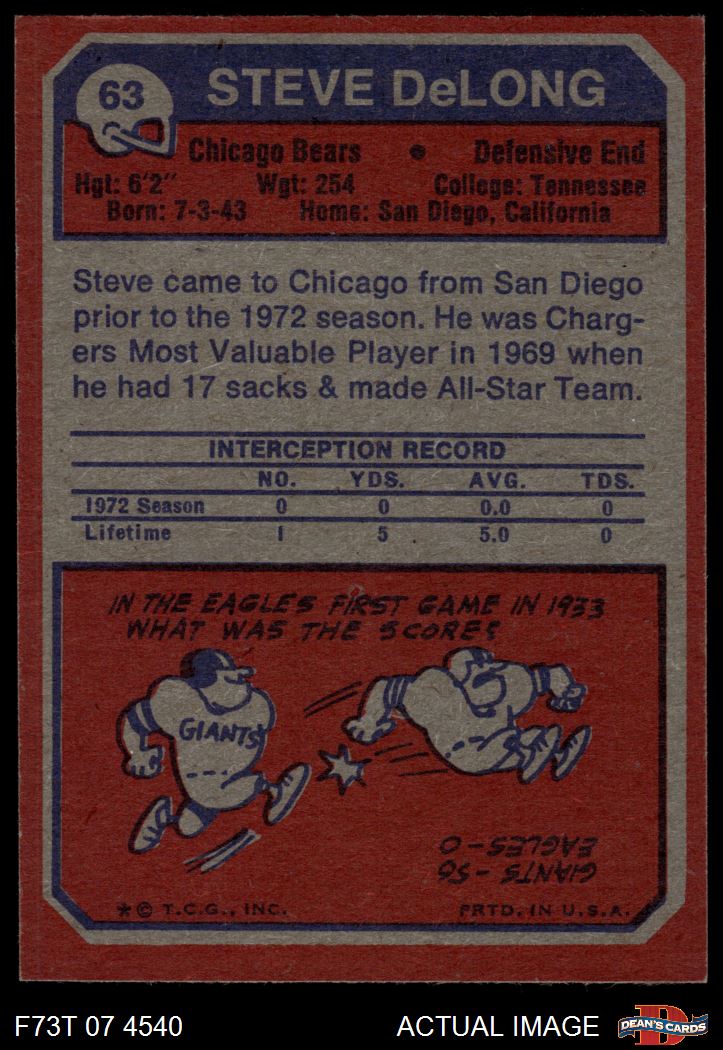 63
STEVE DeLONG
Chicago Bears • Defensive End
Hgt: 6'2" Wgt: 254 College: Tennessee
Born: 7-3-43 Home: San Diego, California
Steve came to Chicago from San Diego
prior to the 1972 season. He was Charg-
ers Most Valuable Player in 1969 when
he had 17 sacks & made All-Star Team.
INTERCEPTION RECORD
NO. YDS. AVG. TDS.
1972 Season 0 0 0.0 0
Lifetime 1 5 5.0 0
IN THE EAGLES FIRST GAME IN 1933
WHAT WAS THE SCORE?
GIANTS
GIANTS - 56
EAGLES - 0
* © T.C.G., INC. PRTD. IN U.S.A.
F73T 07 4540 ACTUAL IMAGE
D
DEAN'S CARDS